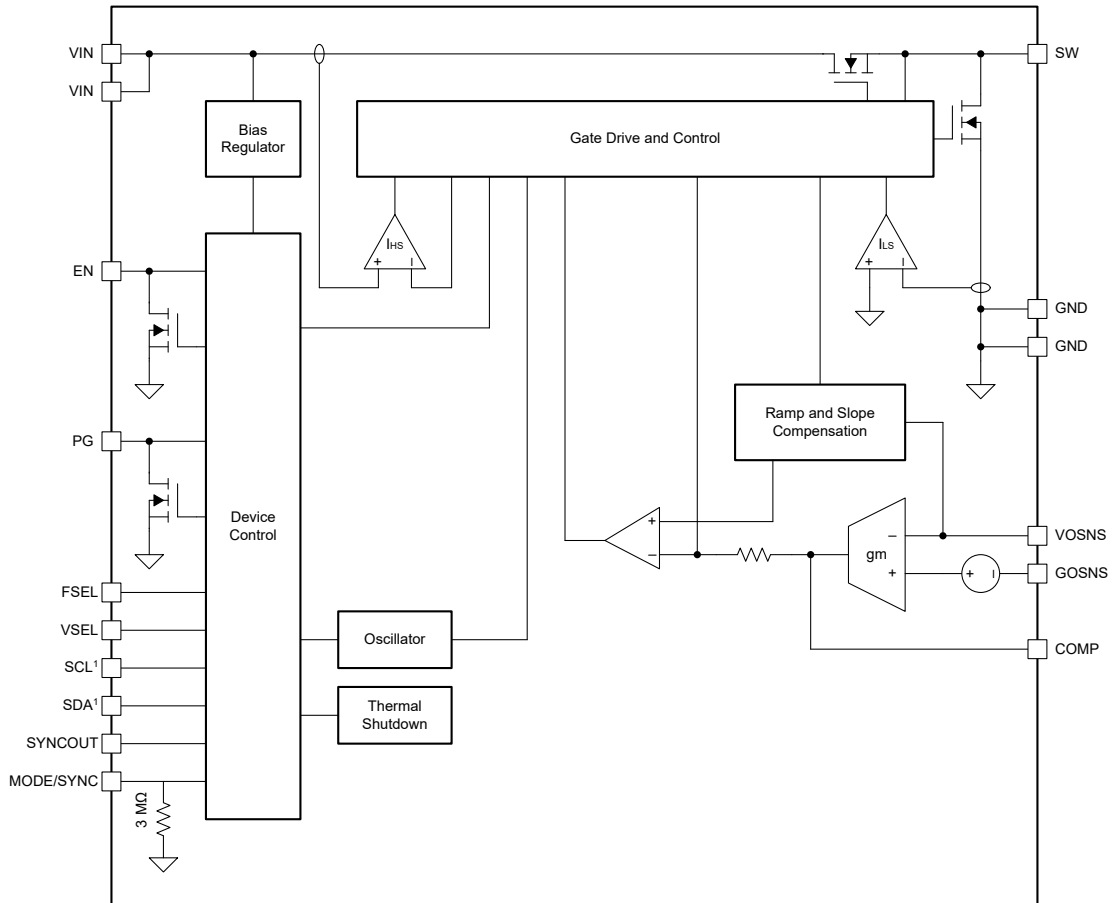 VIN
SW
VIN
Bias
Regulator
Gate Drive and Control
IHS
+
–
ILS
+
–
EN
GND
GND
Ramp and Slope
Compensation
PG
Device
Control
+
–
gm
–
+
VOSNS
+
–
GOSNS
FSEL
VSEL
Oscillator
COMP
SCL¹
SDA¹
Thermal
Shutdown
SYNCOUT
MODE/SYNC
3 MΩ